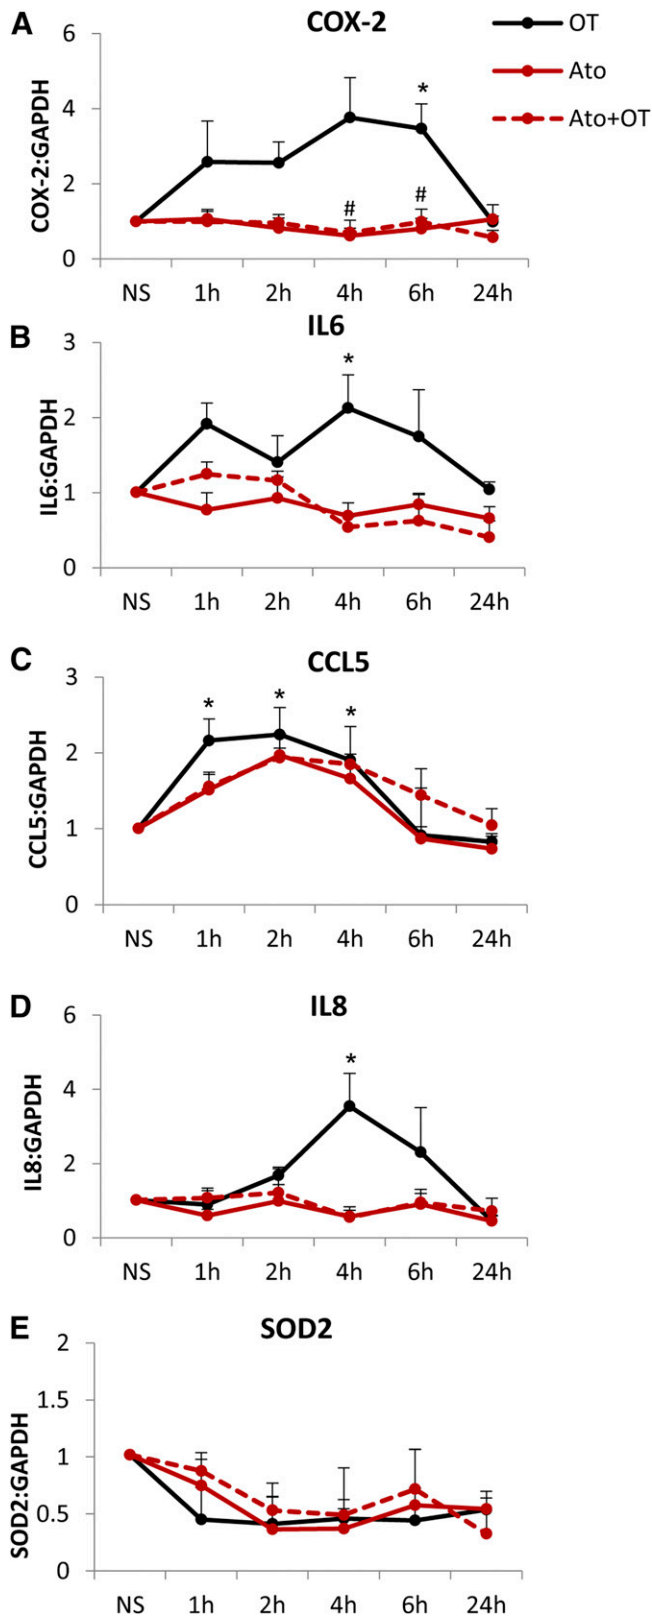 A
COX-2
OT
Ato
Ato+OT
COX-2:GAPDH
6
4
2
0
*
#
#
NS 1h 2h 4h 6h 24h
B
IL6
IL6:GAPDH
3
2
1
0
*
NS 1h 2h 4h 6h 24h
C
CCL5
CCL5:GAPDH
3
2
1
0
* * *
NS 1h 2h 4h 6h 24h
D
IL8
IL8:GAPDH
6
4
2
0
*
NS 1h 2h 4h 6h 24h
E
SOD2
SOD2:GAPDH
2
1.5
1
0.5
0
NS 1h 2h 4h 6h 24h